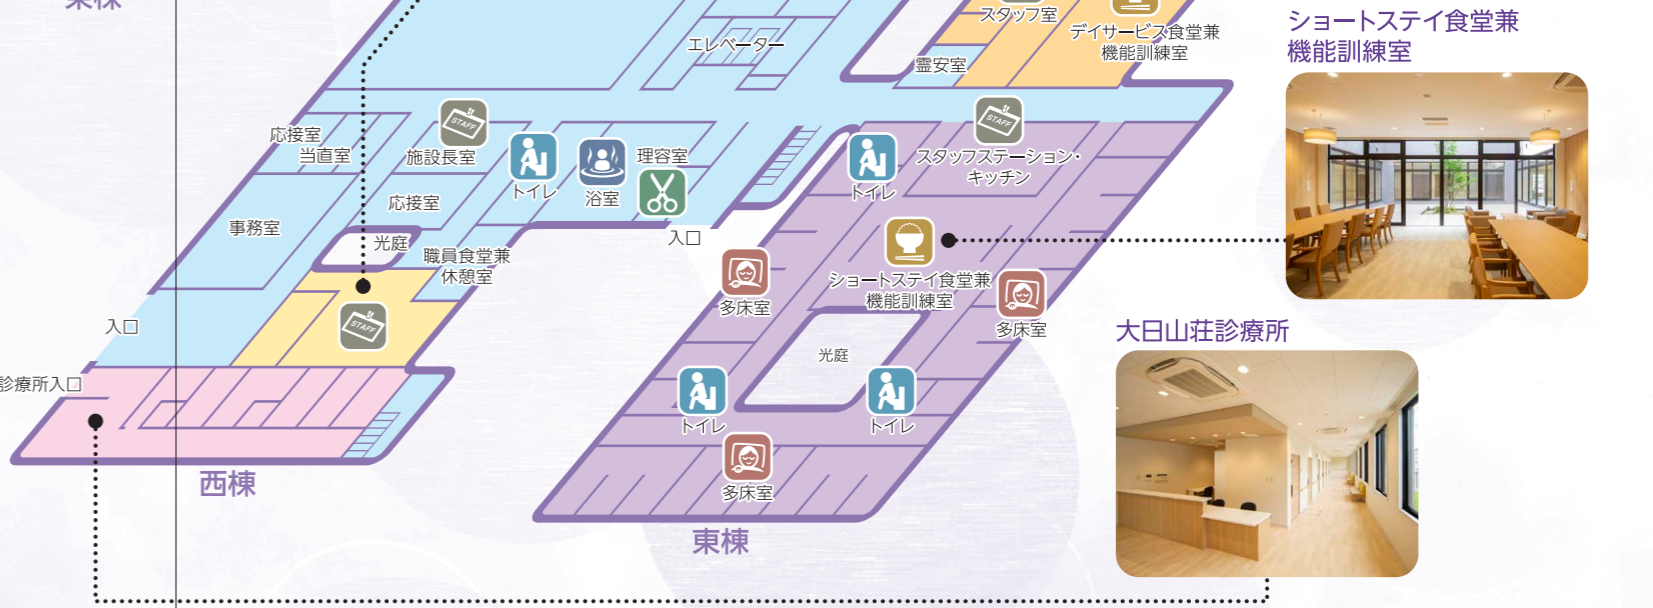 東棟
スタッフ室
デイサービス食堂兼
機能訓練室
ショートステイ食堂兼
機能訓練室
エレベーター
霊安室
応接室
当直室
STAFF
施設長室
トイレ
浴室
理容室
トイレ
STAFF
スタッフステーション・
キッチン
応接室
事務室
光庭
職員食堂兼
休憩室
入口
多床室
ショートステイ食堂兼
機能訓練室
多床室
入口
STAFF
大日山荘診療所
光庭
診療所入口
トイレ
トイレ
多床室
西棟
東棟